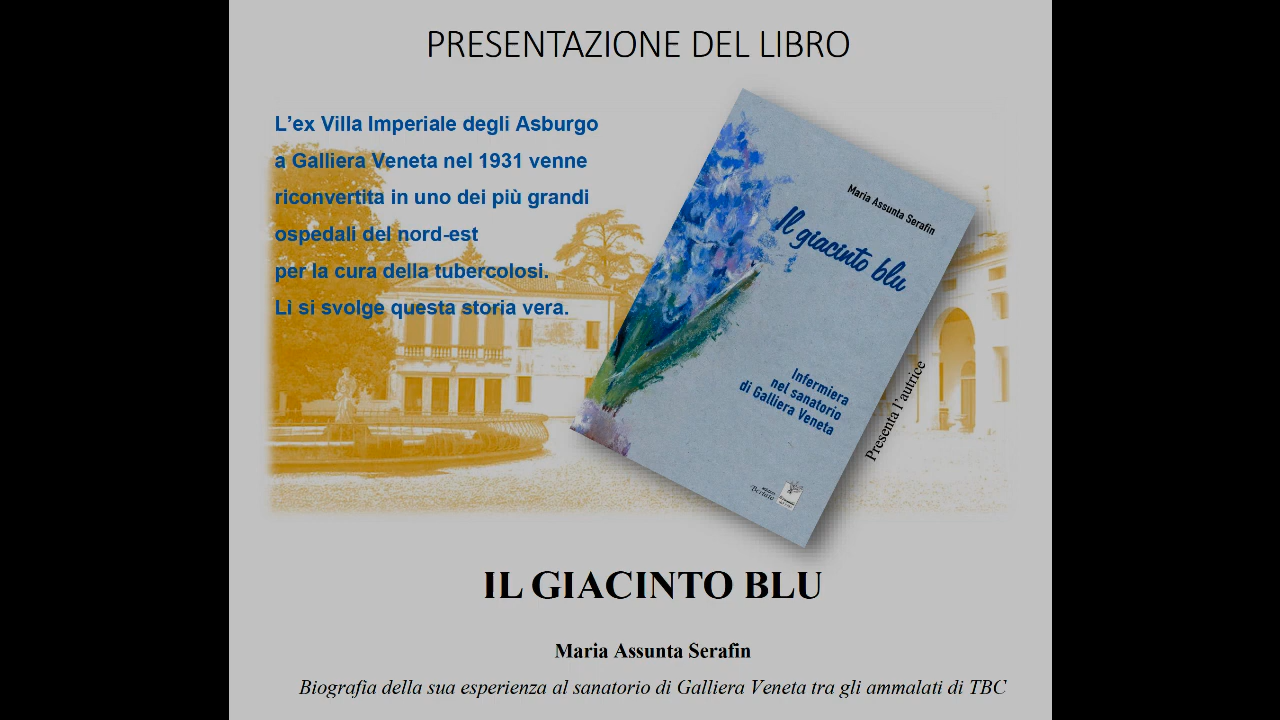 PRESENTAZIONE DEL LIBRO
L'ex Villa Imperiale degli Asburgo
a Galliera Veneta nel 1931 venne
riconvertita in uno dei più grandi
ospedali del nord-est
per la cura della tubercolosi.
Lì si svolge questa storia vera.
Maria Assunta Serafin
Il giacinto blu
Infermiera
nel sanatorio
di Galliera Veneta
Presenta l'autrice
IL GIACINTO BLU
Maria Assunta Serafin
Biografia della sua esperienza al sanatorio di Galliera Veneta tra gli ammalati di TBC